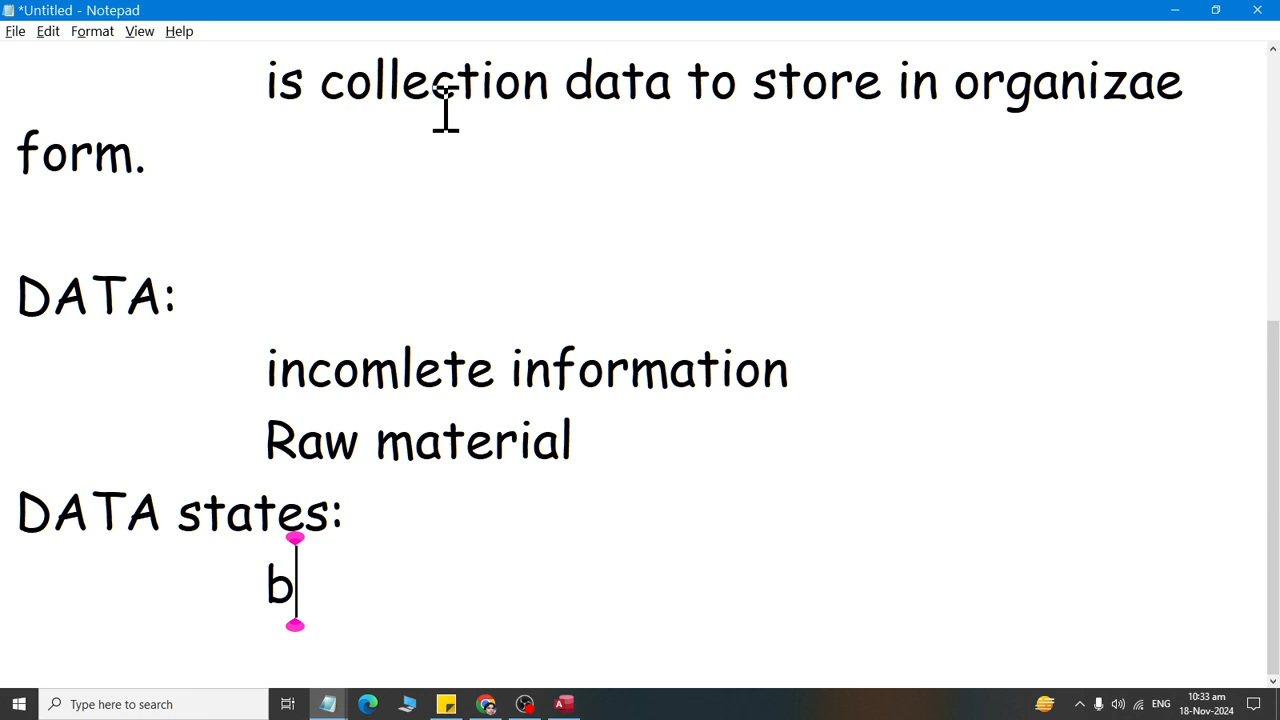 *Untitled - Notepad
File Edit Format View Help
is collection data to store in organizae
form.
DATA:
incomlete information
Raw material
DATA states:
b
Type here to search
ENG
10:33 am
18-Nov-2024